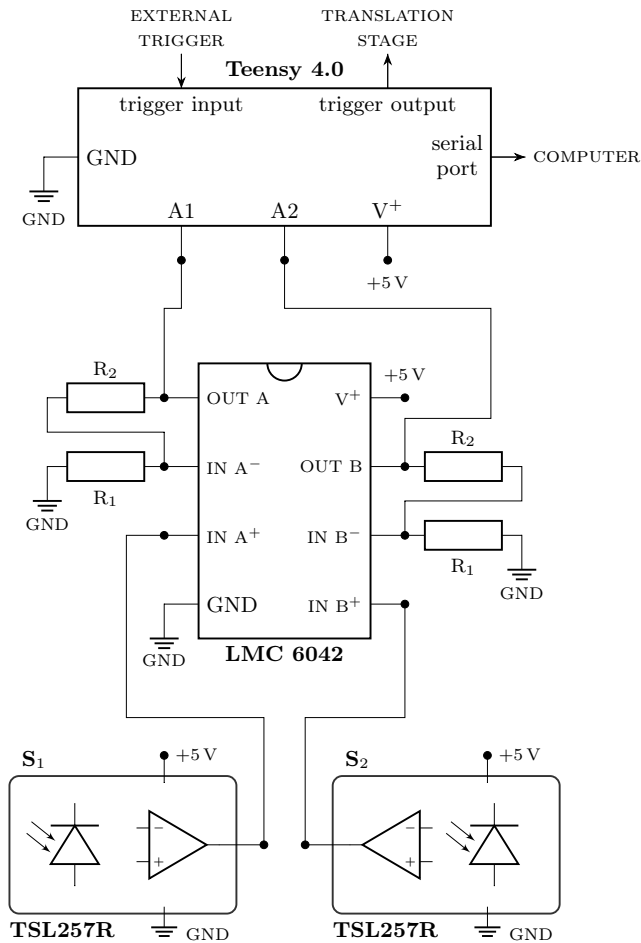 EXTERNAL
TRIGGER
TRANSLATION
STAGE
Teensy 4.0
trigger input
trigger output
GND
serial
port
COMPUTER
GND
A1
A2
V⁺
+5 V
R₂
OUT A
V⁺
+5 V
R₂
IN A⁻
OUT B
R₁
GND
IN A⁺
IN B⁻
R₁
GND
GND
IN B⁺
GND
LMC 6042
S₁
+5 V
S₂
+5 V
−
+
−
+
TSL257R
GND
TSL257R
GND